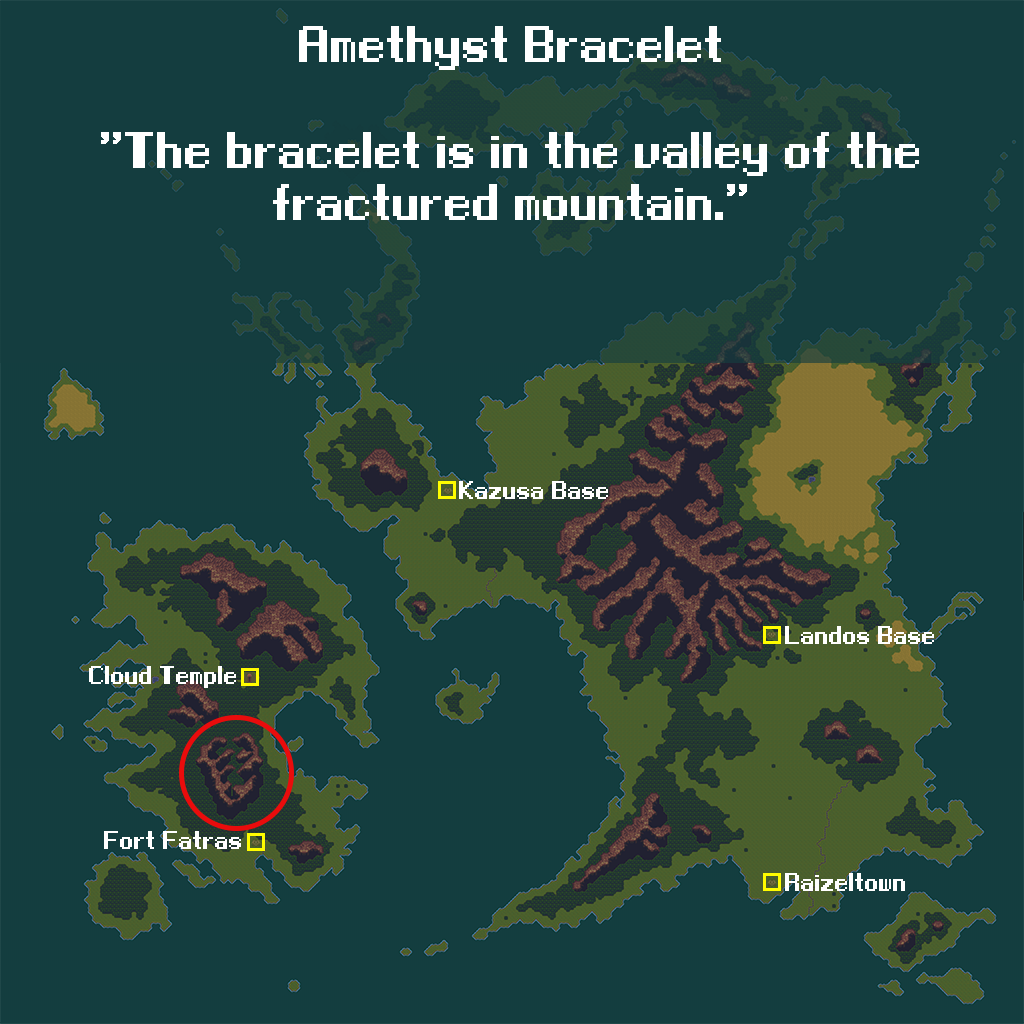 Amethyst Bracelet
"The bracelet is in the valley of the
fractured mountain."
Kazusa Base
Landos Base
Cloud Temple
Fort Fatras
Raizeltown